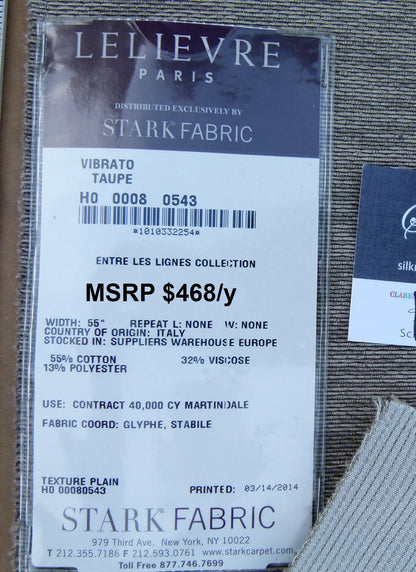 LELIEVRE
PARIS
DISTRIBUTED EXCLUSIVELY BY
STARK FABRIC
VIBRATO
TAUPE
H0 0008 0543
*1010332254*
ENTRE LES LIGNES COLLECTION
MSRP $468/y
WIDTH: 55" REPEAT L: NONE W: NONE
COUNTRY OF ORIGIN: ITALY
STOCKED IN: SUPPLIERS WAREHOUSE EUROPE
55% COTTON 32% VISCOSE
13% POLYESTER
USE: CONTRACT 40,000 CY MARTINDALE
FABRIC COORD: GLYPHE, STABILE
TEXTURE PLAIN
H0 00080543 PRINTED: 03/14/2014
STARK FABRIC
979 Third Ave. New York, NY 10022
T 212.355.7186 F 212.593.0761 www.starkcarpet.com
Toll Free 877.746.7699